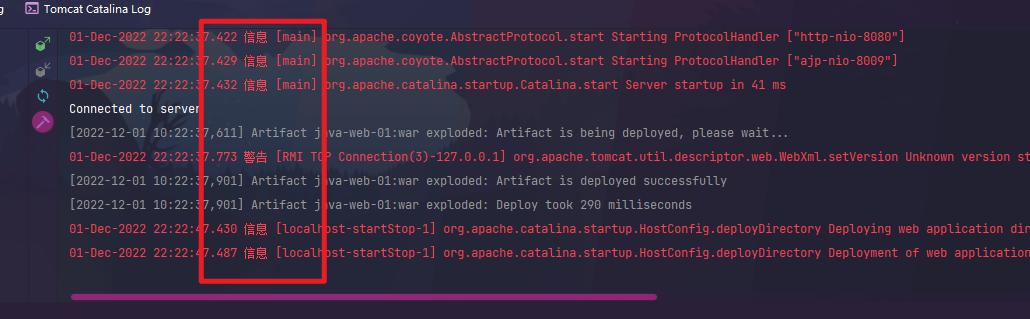 g Tomcat Catalina Log
01-Dec-2022 22:22:37.422 信息 [main] org.apache.coyote.AbstractProtocol.start Starting ProtocolHandler ["http-nio-8080"]
01-Dec-2022 22:22:37.429 信息 [main] org.apache.coyote.AbstractProtocol.start Starting ProtocolHandler ["ajp-nio-8009"]
01-Dec-2022 22:22:37.432 信息 [main] org.apache.catalina.startup.Catalina.start Server startup in 41 ms
Connected to server
[2022-12-01 10:22:37,611] Artifact java-web-01:war exploded: Artifact is being deployed, please wait...
01-Dec-2022 22:22:37.773 警告 [RMI TCP Connection(3)-127.0.0.1] org.apache.tomcat.util.descriptor.web.WebXml.setVersion Unknown version st
[2022-12-01 10:22:37,901] Artifact java-web-01:war exploded: Artifact is deployed successfully
[2022-12-01 10:22:37,901] Artifact java-web-01:war exploded: Deploy took 290 milliseconds
01-Dec-2022 22:22:47.430 信息 [localhost-startStop-1] org.apache.catalina.startup.HostConfig.deployDirectory Deploying web application dir
01-Dec-2022 22:22:47.487 信息 [localhost-startStop-1] org.apache.catalina.startup.HostConfig.deployDirectory Deployment of web application